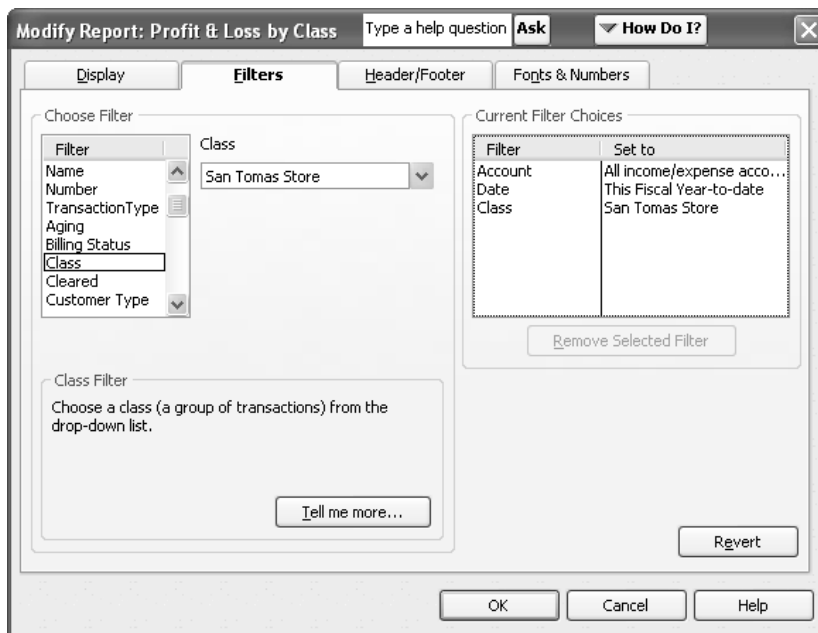 Modify Report: Profit & Loss by Class
Type a help question
Ask
How Do I?
Display
Filters
Header/Footer
Fonts & Numbers
Choose Filter
Filter
Name
Number
TransactionType
Aging
Billing Status
Class
Cleared
Customer Type
Class
San Tomas Store
Class Filter
Choose a class (a group of transactions) from the
drop-down list.
Tell me more...
Current Filter Choices
Filter Set to
Account All income/expense acco...
Date This Fiscal Year-to-date
Class San Tomas Store
Remove Selected Filter
Revert
OK
Cancel
Help